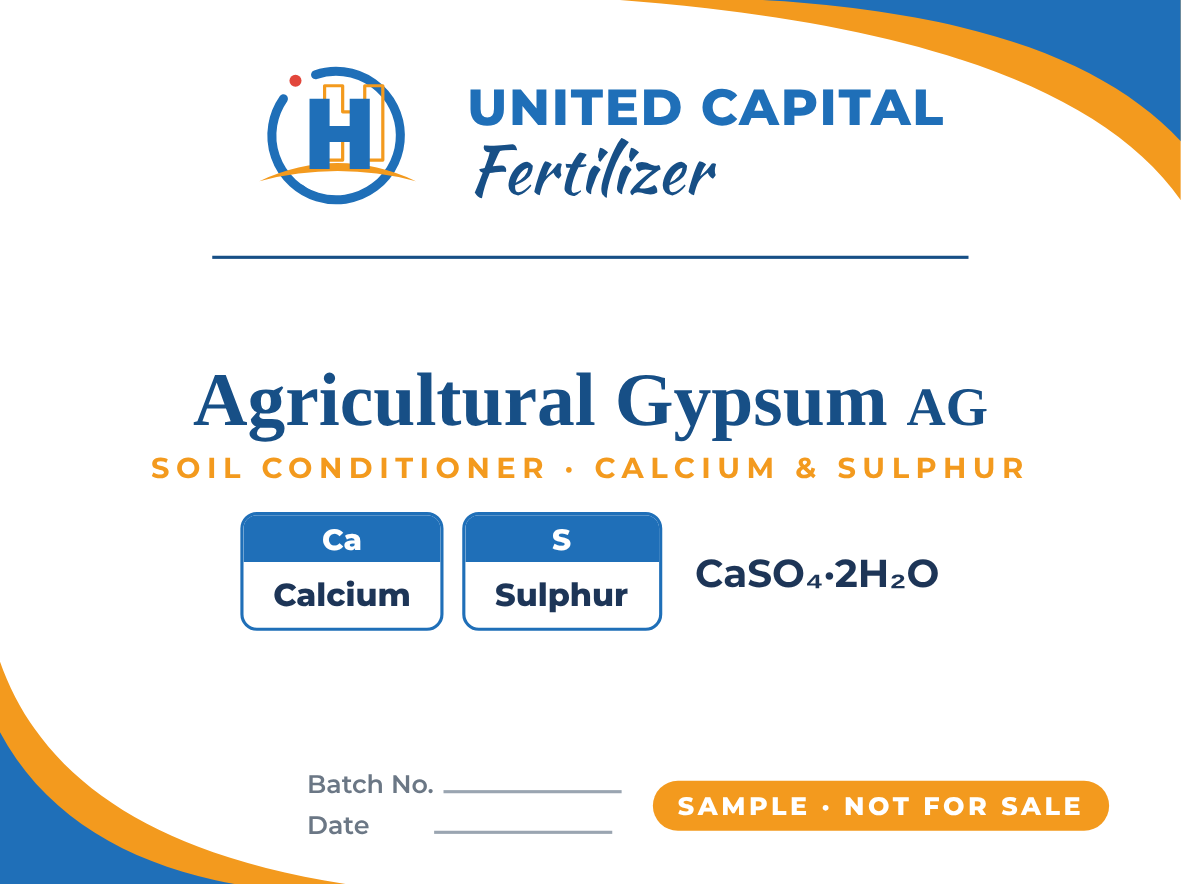 H
UNITED CAPITAL
Fertilizer
Agricultural Gypsum AG
SOIL CONDITIONER · CALCIUM & SULPHUR
Ca
Calcium
S
Sulphur
CaSO₄·2H₂O
Batch No.
Date
SAMPLE · NOT FOR SALE